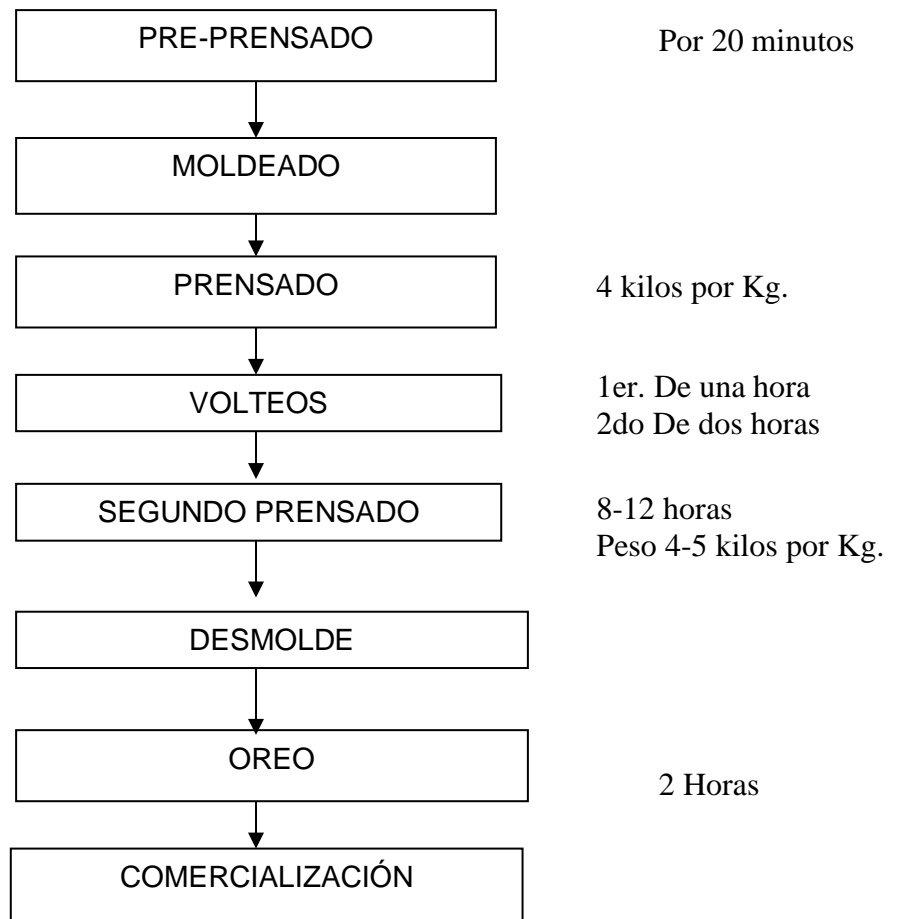 PRE-PRENSADO
Por 20 minutos
MOLDEADO
PRENSADO
4 kilos por Kg.
VOLTEOS
1er. De una hora
2do De dos horas
SEGUNDO PRENSADO
8-12 horas
Peso 4-5 kilos por Kg.
DESMOLDE
OREO
2 Horas
COMERCIALIZACIÓN